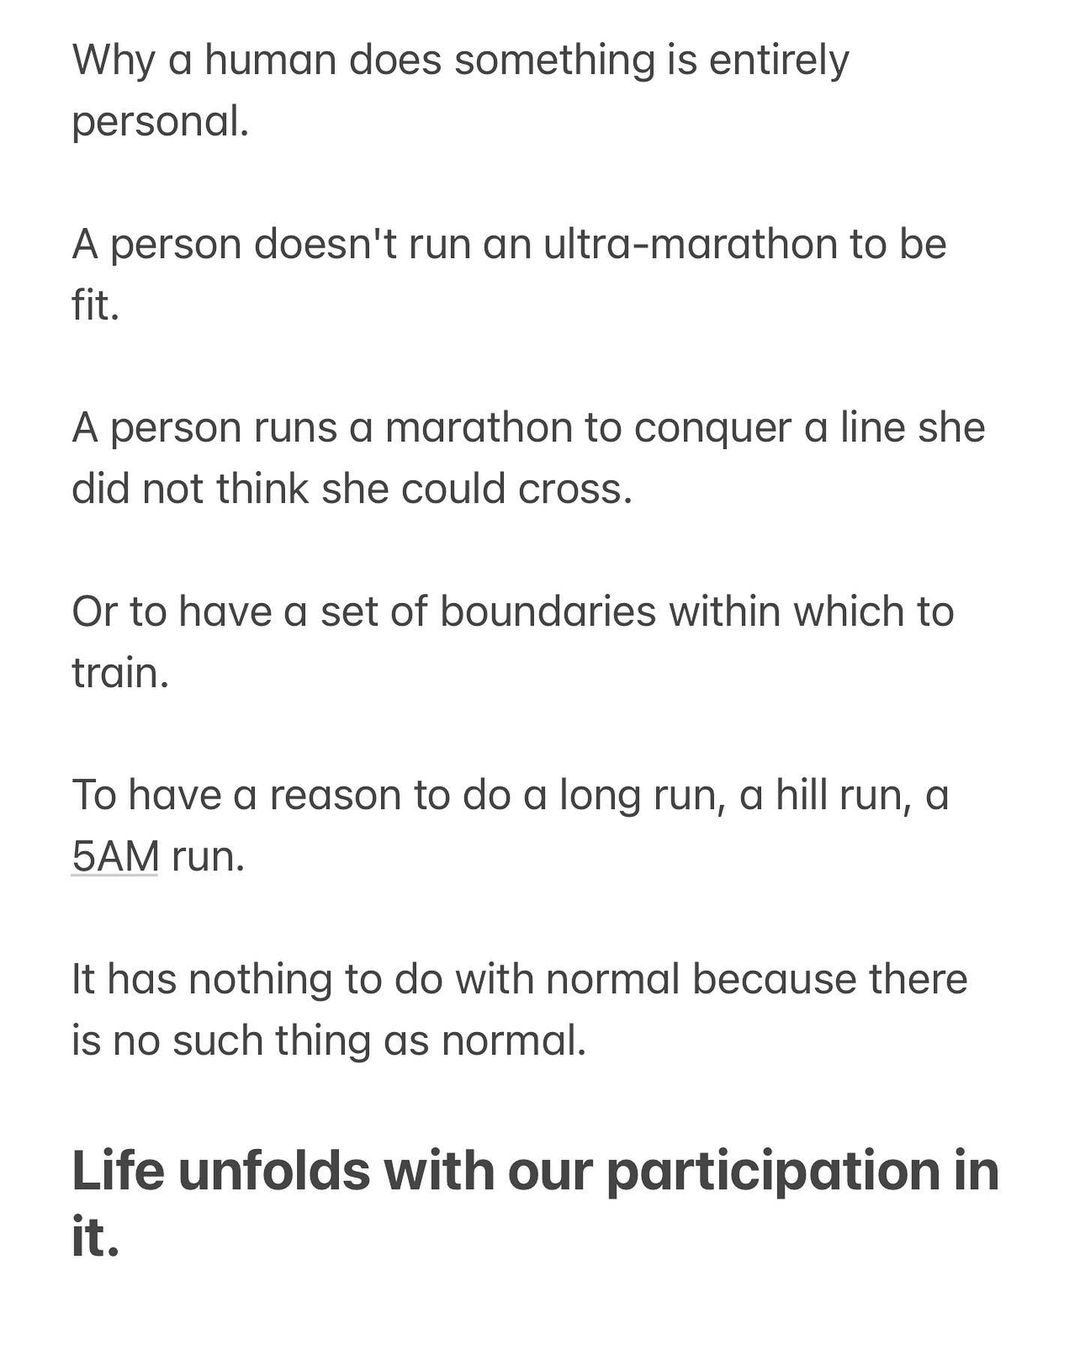 Why a human does something is entirely
personal.
A person doesn't run an ultra-marathon to be
fit.
A person runs a marathon to conquer a line she
did not think she could cross.
Or to have a set of boundaries within which to
train.
To have a reason to do a long run, a hill run, a
5AM run.
It has nothing to do with normal because there
is no such thing as normal.
Life unfolds with our participation in
it.